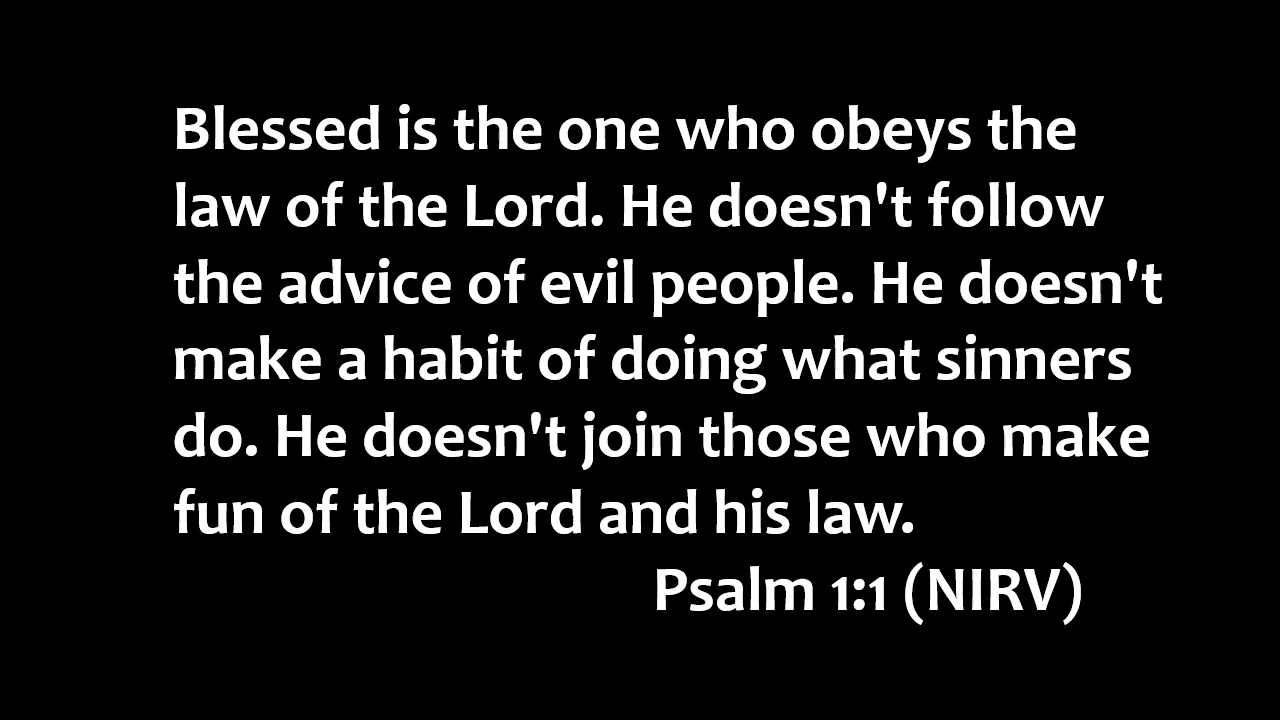 Blessed is the one who obeys the
law of the Lord. He doesn't follow
the advice of evil people. He doesn't
make a habit of doing what sinners
do. He doesn't join those who make
fun of the Lord and his law.
Psalm 1:1 (NIRV)